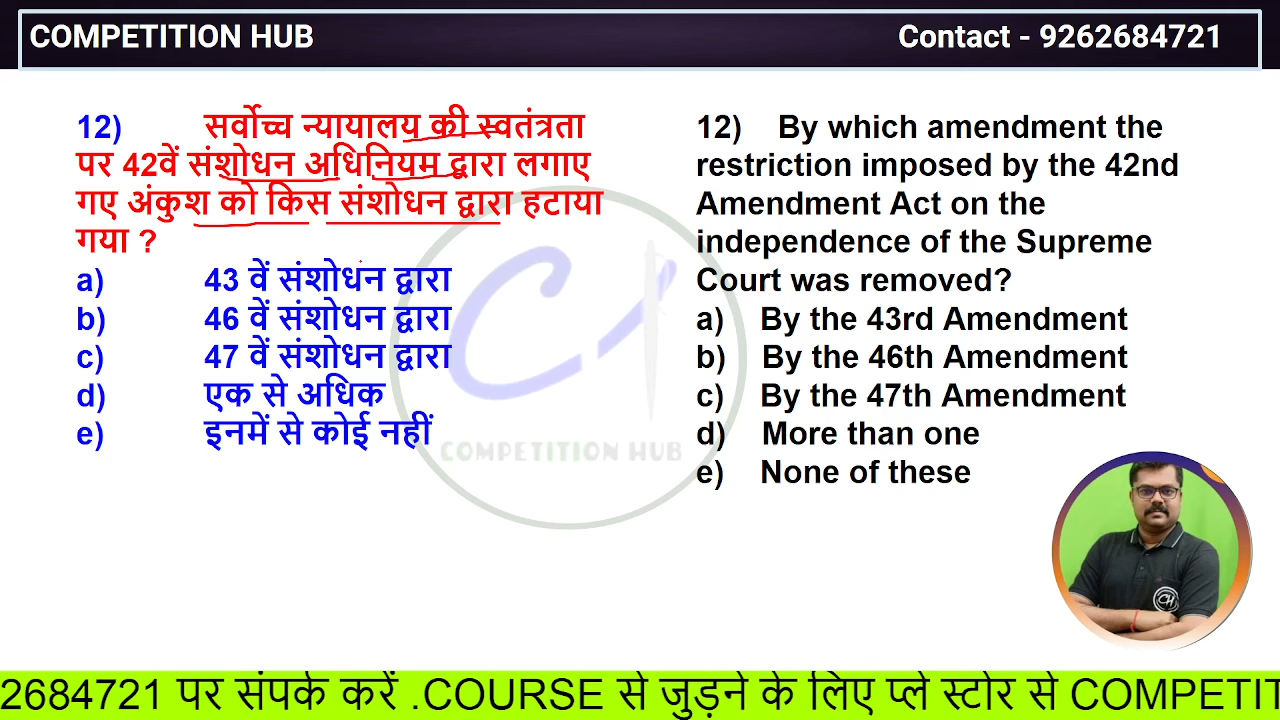 COMPETITION HUB
Contact - 9262684721
12) सर्वोच्च न्यायालय की स्वतंत्रता
पर 42वें संशोधन अधिनियम द्वारा लगाए
गए अंकुश को किस संशोधन द्वारा हटाया
गया ?
a) 43 वें संशोधन द्वारा
b) 46 वें संशोधन द्वारा
c) 47 वें संशोधन द्वारा
d) एक से अधिक
e) इनमें से कोई नहीं
12) By which amendment the
restriction imposed by the 42nd
Amendment Act on the
independence of the Supreme
Court was removed?
a) By the 43rd Amendment
b) By the 46th Amendment
c) By the 47th Amendment
d) More than one
e) None of these
COMPETITION HUB
CH
2684721 पर संपर्क करें .COURSE से जुड़ने के लिए प्ले स्टोर से COMPETIT